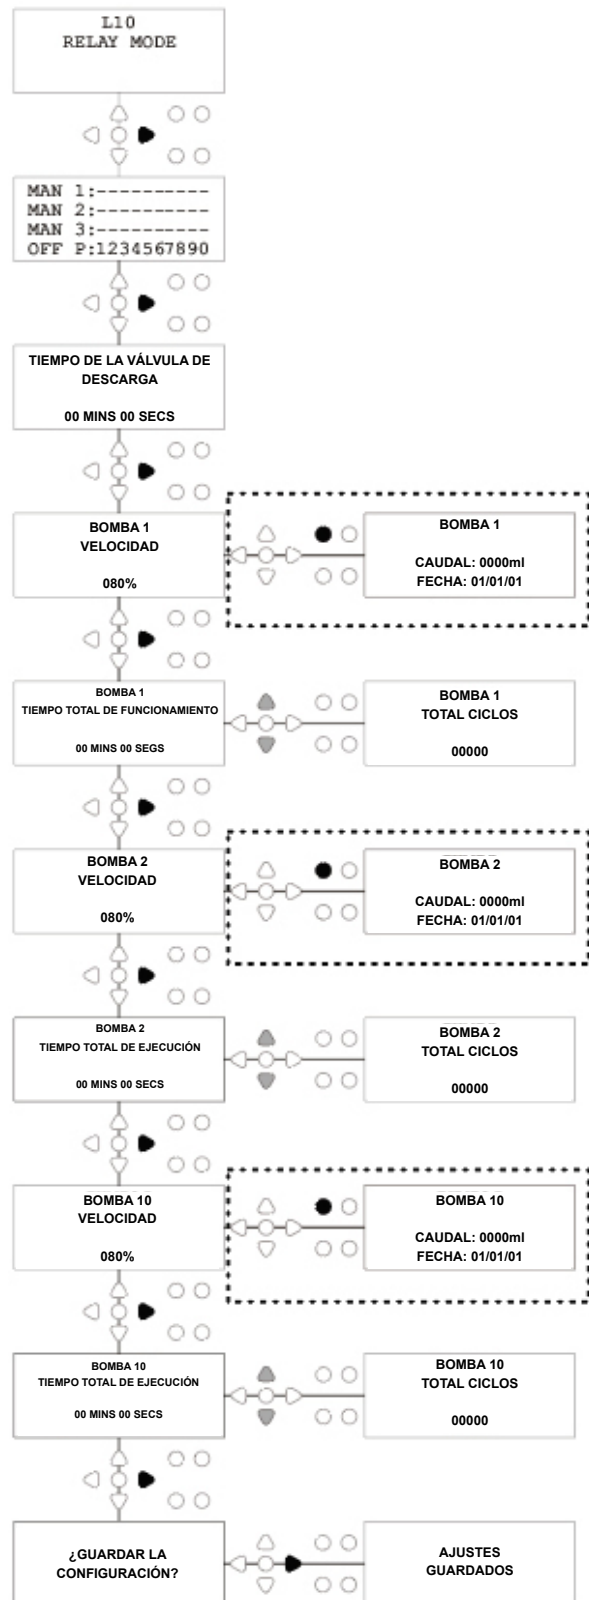 L10
RELAY MODE
MAN 1:----------
MAN 2:----------
MAN 3:----------
OFF P:1234567890
TIEMPO DE LA VÁLVULA DE
DESCARGA
00 MINS 00 SECS
BOMBA 1
VELOCIDAD
080%
BOMBA 1
CAUDAL: 0000ml
FECHA: 01/01/01
BOMBA 1
TIEMPO TOTAL DE FUNCIONAMIENTO
00 MINS 00 SEGS
BOMBA 1
TOTAL CICLOS
00000
BOMBA 2
VELOCIDAD
080%
BOMBA 2
CAUDAL: 0000ml
FECHA: 01/01/01
BOMBA 2
TIEMPO TOTAL DE EJECUCIÓN
00 MINS 00 SECS
BOMBA 2
TOTAL CICLOS
00000
BOMBA 10
VELOCIDAD
080%
BOMBA 10
CAUDAL: 0000ml
FECHA: 01/01/01
BOMBA 10
TIEMPO TOTAL DE EJECUCIÓN
00 MINS 00 SECS
BOMBA 10
TOTAL CICLOS
00000
¿GUARDAR LA
CONFIGURACIÓN?
AJUSTES
GUARDADOS